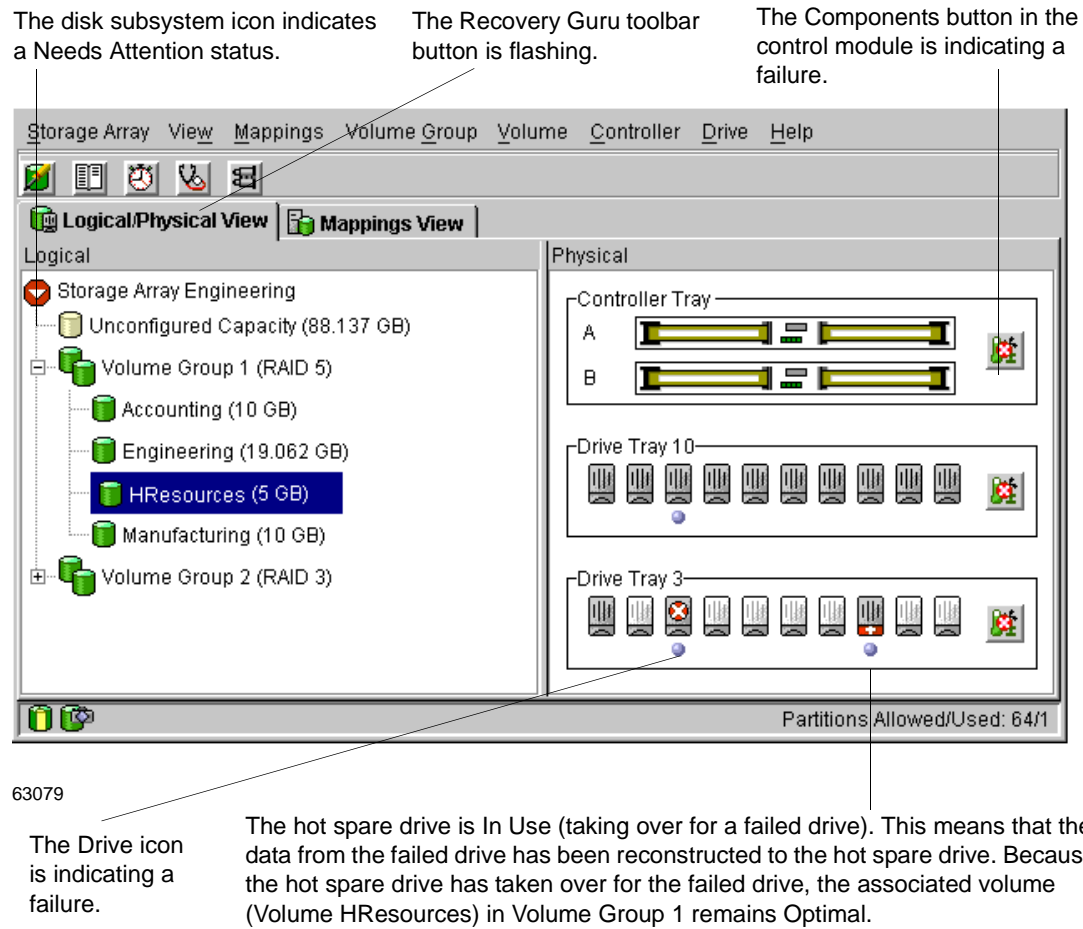 The disk subsystem icon indicates
a Needs Attention status.
The Recovery Guru toolbar
button is flashing.
The Components button in the
control module is indicating a
failure.
Storage Array View Mappings Volume Group Volume Controller Drive Help
Logical/Physical View Mappings View
Logical
Physical
Storage Array Engineering
Unconfigured Capacity (88.137 GB)
Volume Group 1 (RAID 5)
Accounting (10 GB)
Engineering (19.062 GB)
HResources (5 GB)
Manufacturing (10 GB)
Volume Group 2 (RAID 3)
Controller Tray
A
B
Drive Tray 10
Drive Tray 3
Partitions Allowed/Used: 64/1
63079
The Drive icon
is indicating a
failure.
The hot spare drive is In Use (taking over for a failed drive). This means that the
data from the failed drive has been reconstructed to the hot spare drive. Becaus
the hot spare drive has taken over for the failed drive, the associated volume
(Volume HResources) in Volume Group 1 remains Optimal.